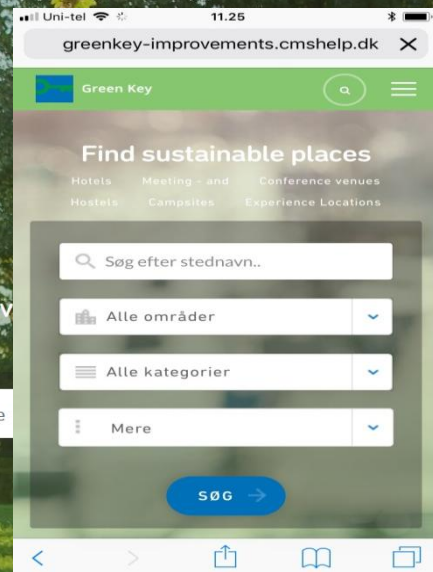 Uni-tel 11.25
greenkey-improvements.cmshelp.dk
Green Key
Find sustainable places
Hotels Meeting - and Conference venues
Hostels Campsites Experience Locations
Søg efter stednavn..
Alle områder
Alle kategorier
Mere
SØG